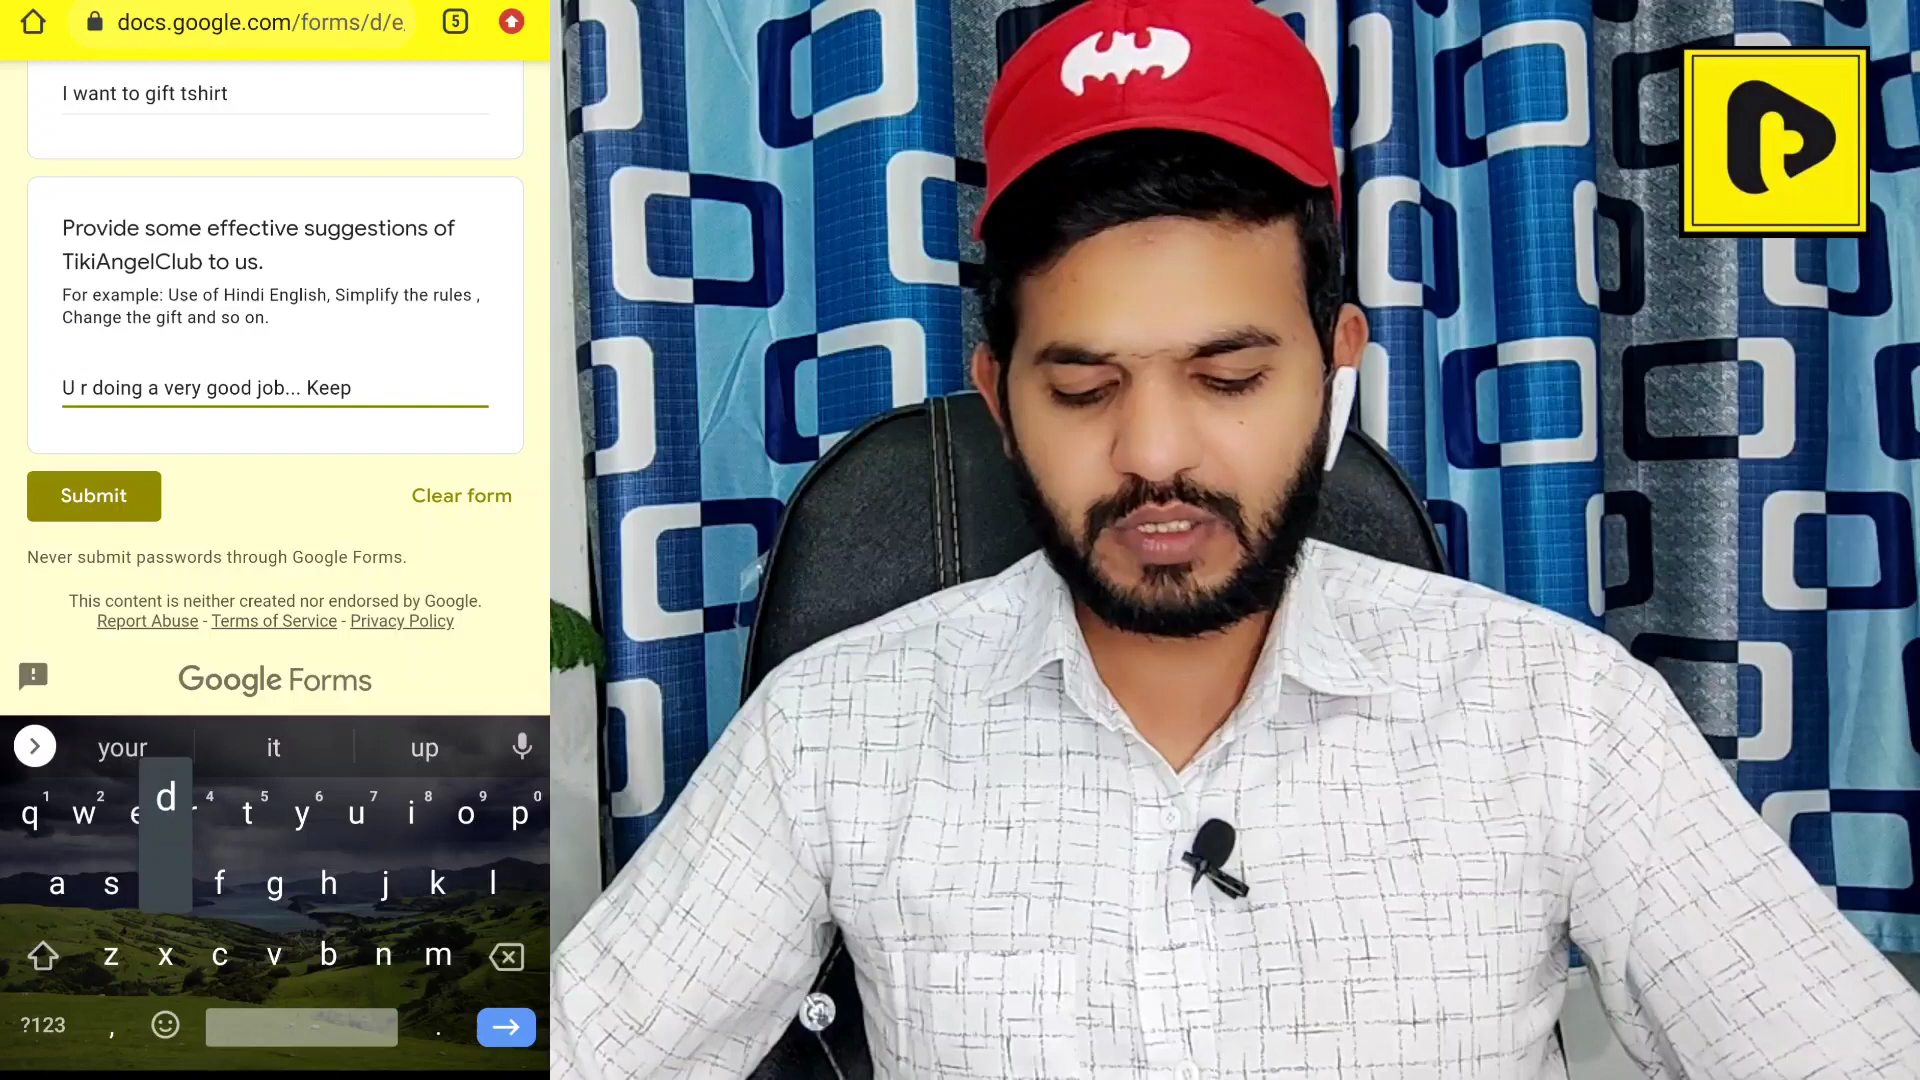 docs.google.com/forms/d/e.
5
I want to gift tshirt
Provide some effective suggestions of
TikiAngelClub to us.
For example: Use of Hindi English, Simplify the rules ,
Change the gift and so on.
U r doing a very good job... Keep
Submit
Clear form
Never submit passwords through Google Forms.
This content is neither created nor endorsed by Google.
Report Abuse - Terms of Service - Privacy Policy
Google Forms
your it up
d
1 2 4 5 6 7 8 9 0
q w e r t y u i o p
a s f g h j k l
z x c v b n m
?123 , .